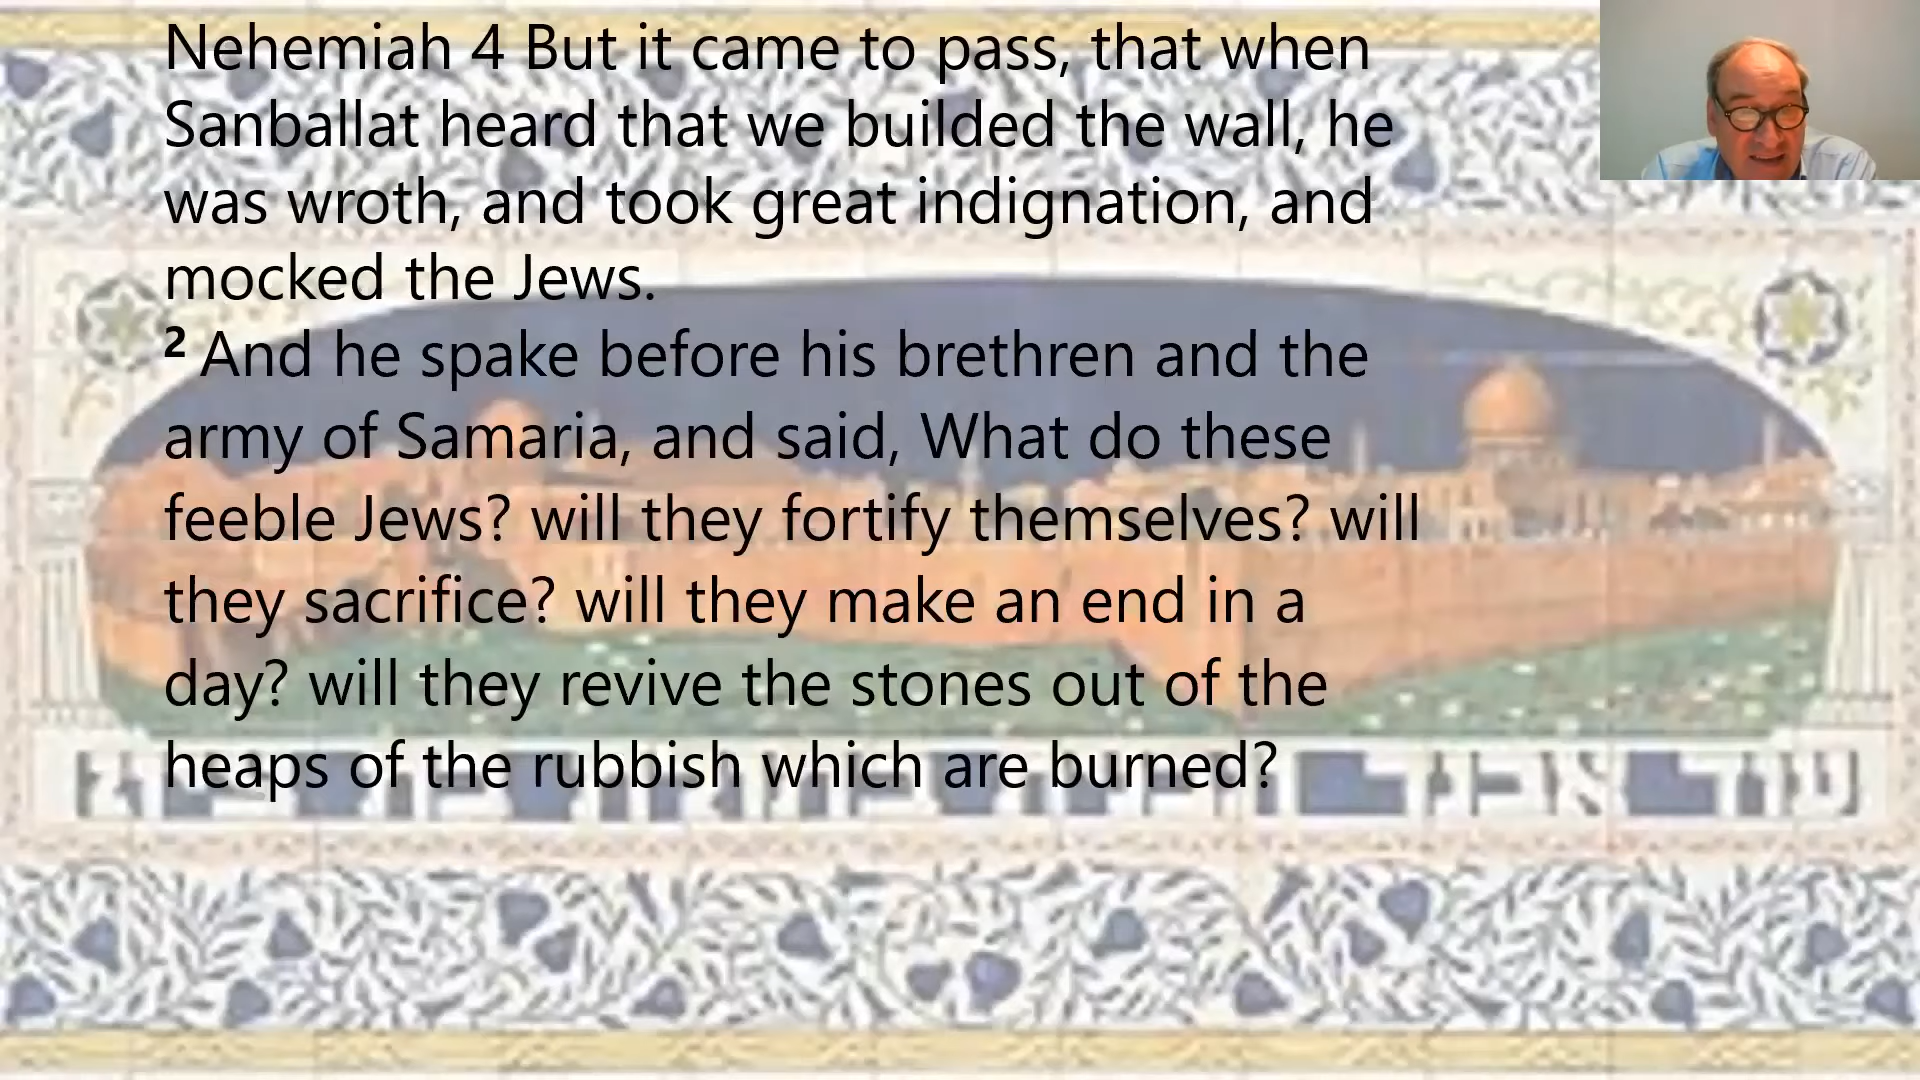 Nehemiah 4 But it came to pass, that when
Sanballat heard that we builded the wall, he
was wroth, and took great indignation, and
mocked the Jews.
2 And he spake before his brethren and the
army of Samaria, and said, What do these
feeble Jews? will they fortify themselves? will
they sacrifice? will they make an end in a
day? will they revive the stones out of the
heaps of the rubbish which are burned?